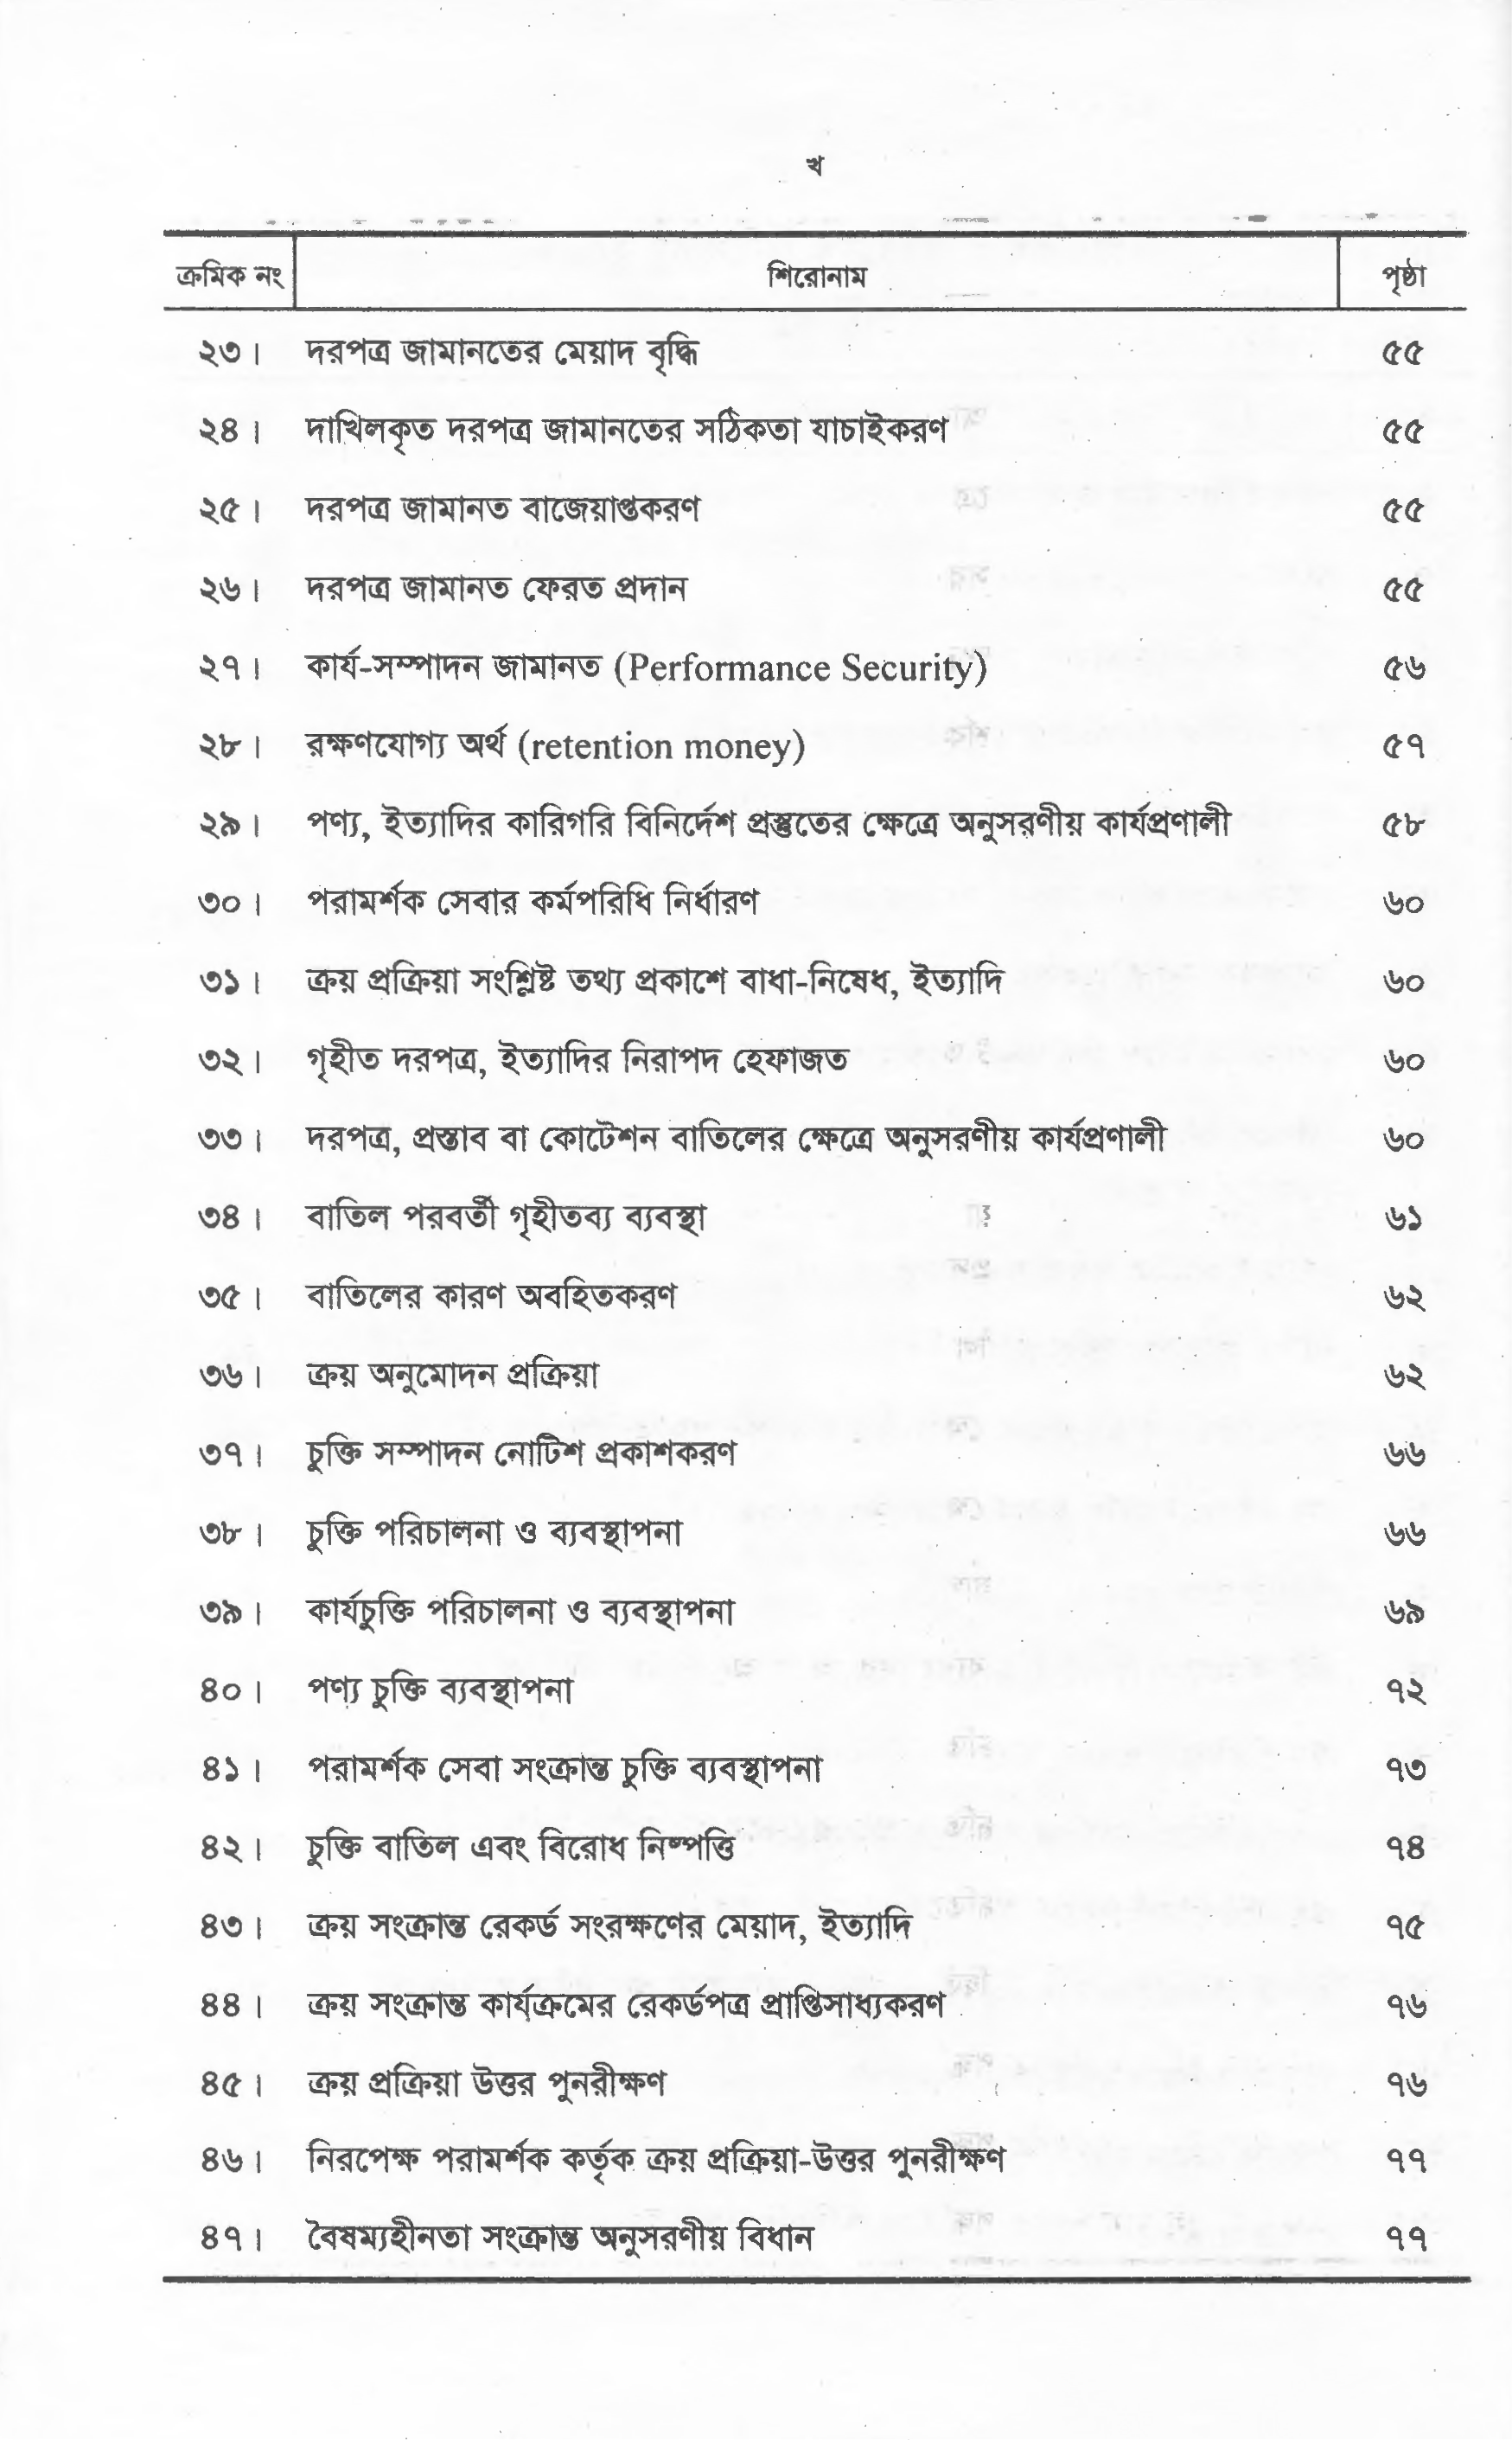 খ
ক্রমিক নং শিরোনাম পৃষ্ঠা
২৩। দরপত্র জামানতের মেয়াদ বৃদ্ধি ৫৫
২৪। দাখিলকৃত দরপত্র জামানতের সঠিকতা যাচাইকরণ ৫৫
২৫। দরপত্র জামানত বাজেয়াপ্তকরণ ৫৫
২৬। দরপত্র জামানত ফেরত প্রদান ৫৫
২৭। কার্য-সম্পাদন জামানত (Performance Security) ৫৬
২৮। রক্ষণযোগ্য অর্থ (retention money) ৫৭
২৯। পণ্য, ইত্যাদির কারিগরি বিনির্দেশ প্রস্তুতের ক্ষেত্রে অনুসরণীয় কার্যপ্রণালী ৫৮
৩০। পরামর্শক সেবার কর্মপরিধি নির্ধারণ ৬০
৩১। ক্রয় প্রক্রিয়া সংশ্লিষ্ট তথ্য প্রকাশে বাধা-নিষেধ, ইত্যাদি ৬০
৩২। গৃহীত দরপত্র, ইত্যাদির নিরাপদ হেফাজত ৬০
৩৩। দরপত্র, প্রস্তাব বা কোটেশন বাতিলের ক্ষেত্রে অনুসরণীয় কার্যপ্রণালী ৬০
৩৪। বাতিল পরবর্তী গৃহীতব্য ব্যবস্থা ৬১
৩৫। বাতিলের কারণ অবহিতকরণ ৬২
৩৬। ক্রয় অনুমোদন প্রক্রিয়া ৬২
৩৭। চুক্তি সম্পাদন নোটিশ প্রকাশকরণ ৬৬
৩৮। চুক্তি পরিচালনা ও ব্যবস্থাপনা ৬৬
৩৯। কার্যচুক্তি পরিচালনা ও ব্যবস্থাপনা ৬৯
৪০। পণ্য চুক্তি ব্যবস্থাপনা ৭২
৪১। পরামর্শক সেবা সংক্রান্ত চুক্তি ব্যবস্থাপনা ৭৩
৪২। চুক্তি বাতিল এবং বিরোধ নিষ্পত্তি ৭৪
৪৩। ক্রয় সংক্রান্ত রেকর্ড সংরক্ষণের মেয়াদ, ইত্যাদি ৭৫
৪৪। ক্রয় সংক্রান্ত কার্যক্রমের রেকর্ডপত্র প্রাপ্তিসাধ্যকরণ ৭৬
৪৫। ক্রয় প্রক্রিয়া উত্তর পুনরীক্ষণ ৭৬
৪৬। নিরপেক্ষ পরামর্শক কর্তৃক ক্রয় প্রক্রিয়া-উত্তর পুনরীক্ষণ ৭৭
৪৭। বৈষম্যহীনতা সংক্রান্ত অনুসরণীয় বিধান ৭৭